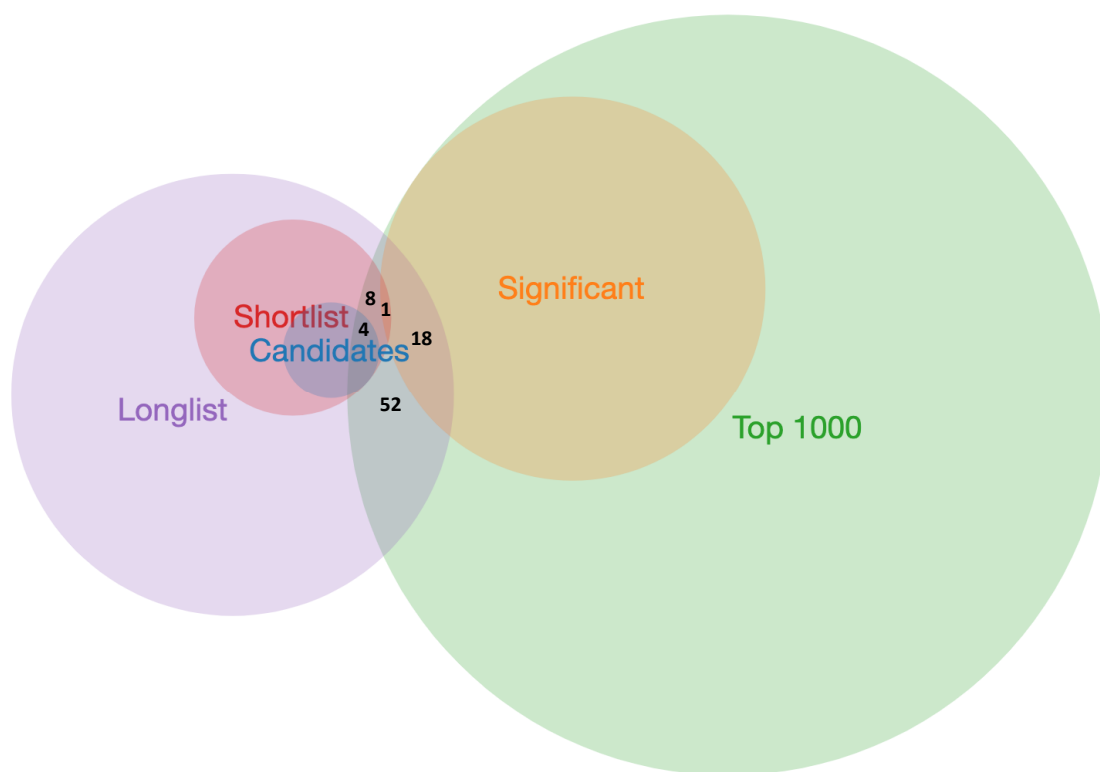 Significant
8
1
Shortlist
4
18
Candidates
52
Longlist
Top 1000